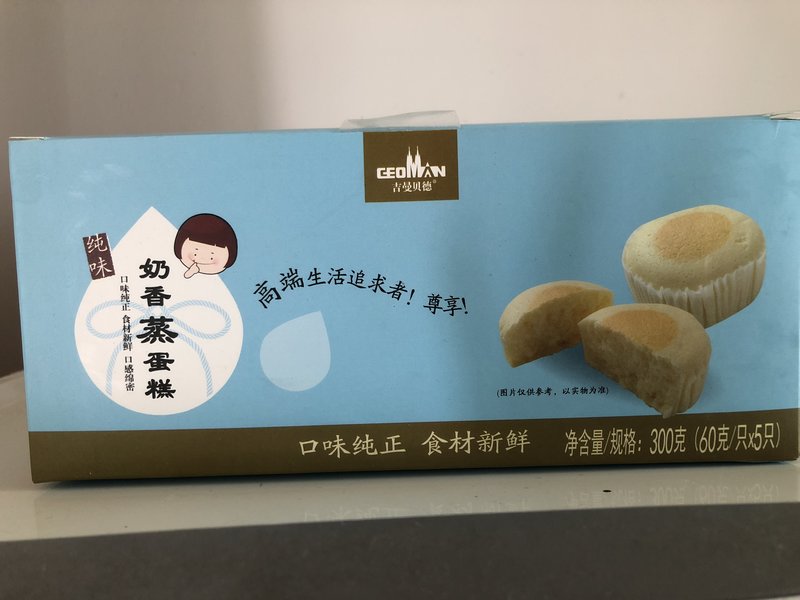 GEOMAN
吉曼贝德®
纯味
奶香蒸蛋糕
口味纯正 食材新鲜 口感绵密
高端生活追求者！尊享！
(图片仅供参考，以实物为准)
口味纯正 食材新鲜
净含量/规格：300克（60克/只x5只）